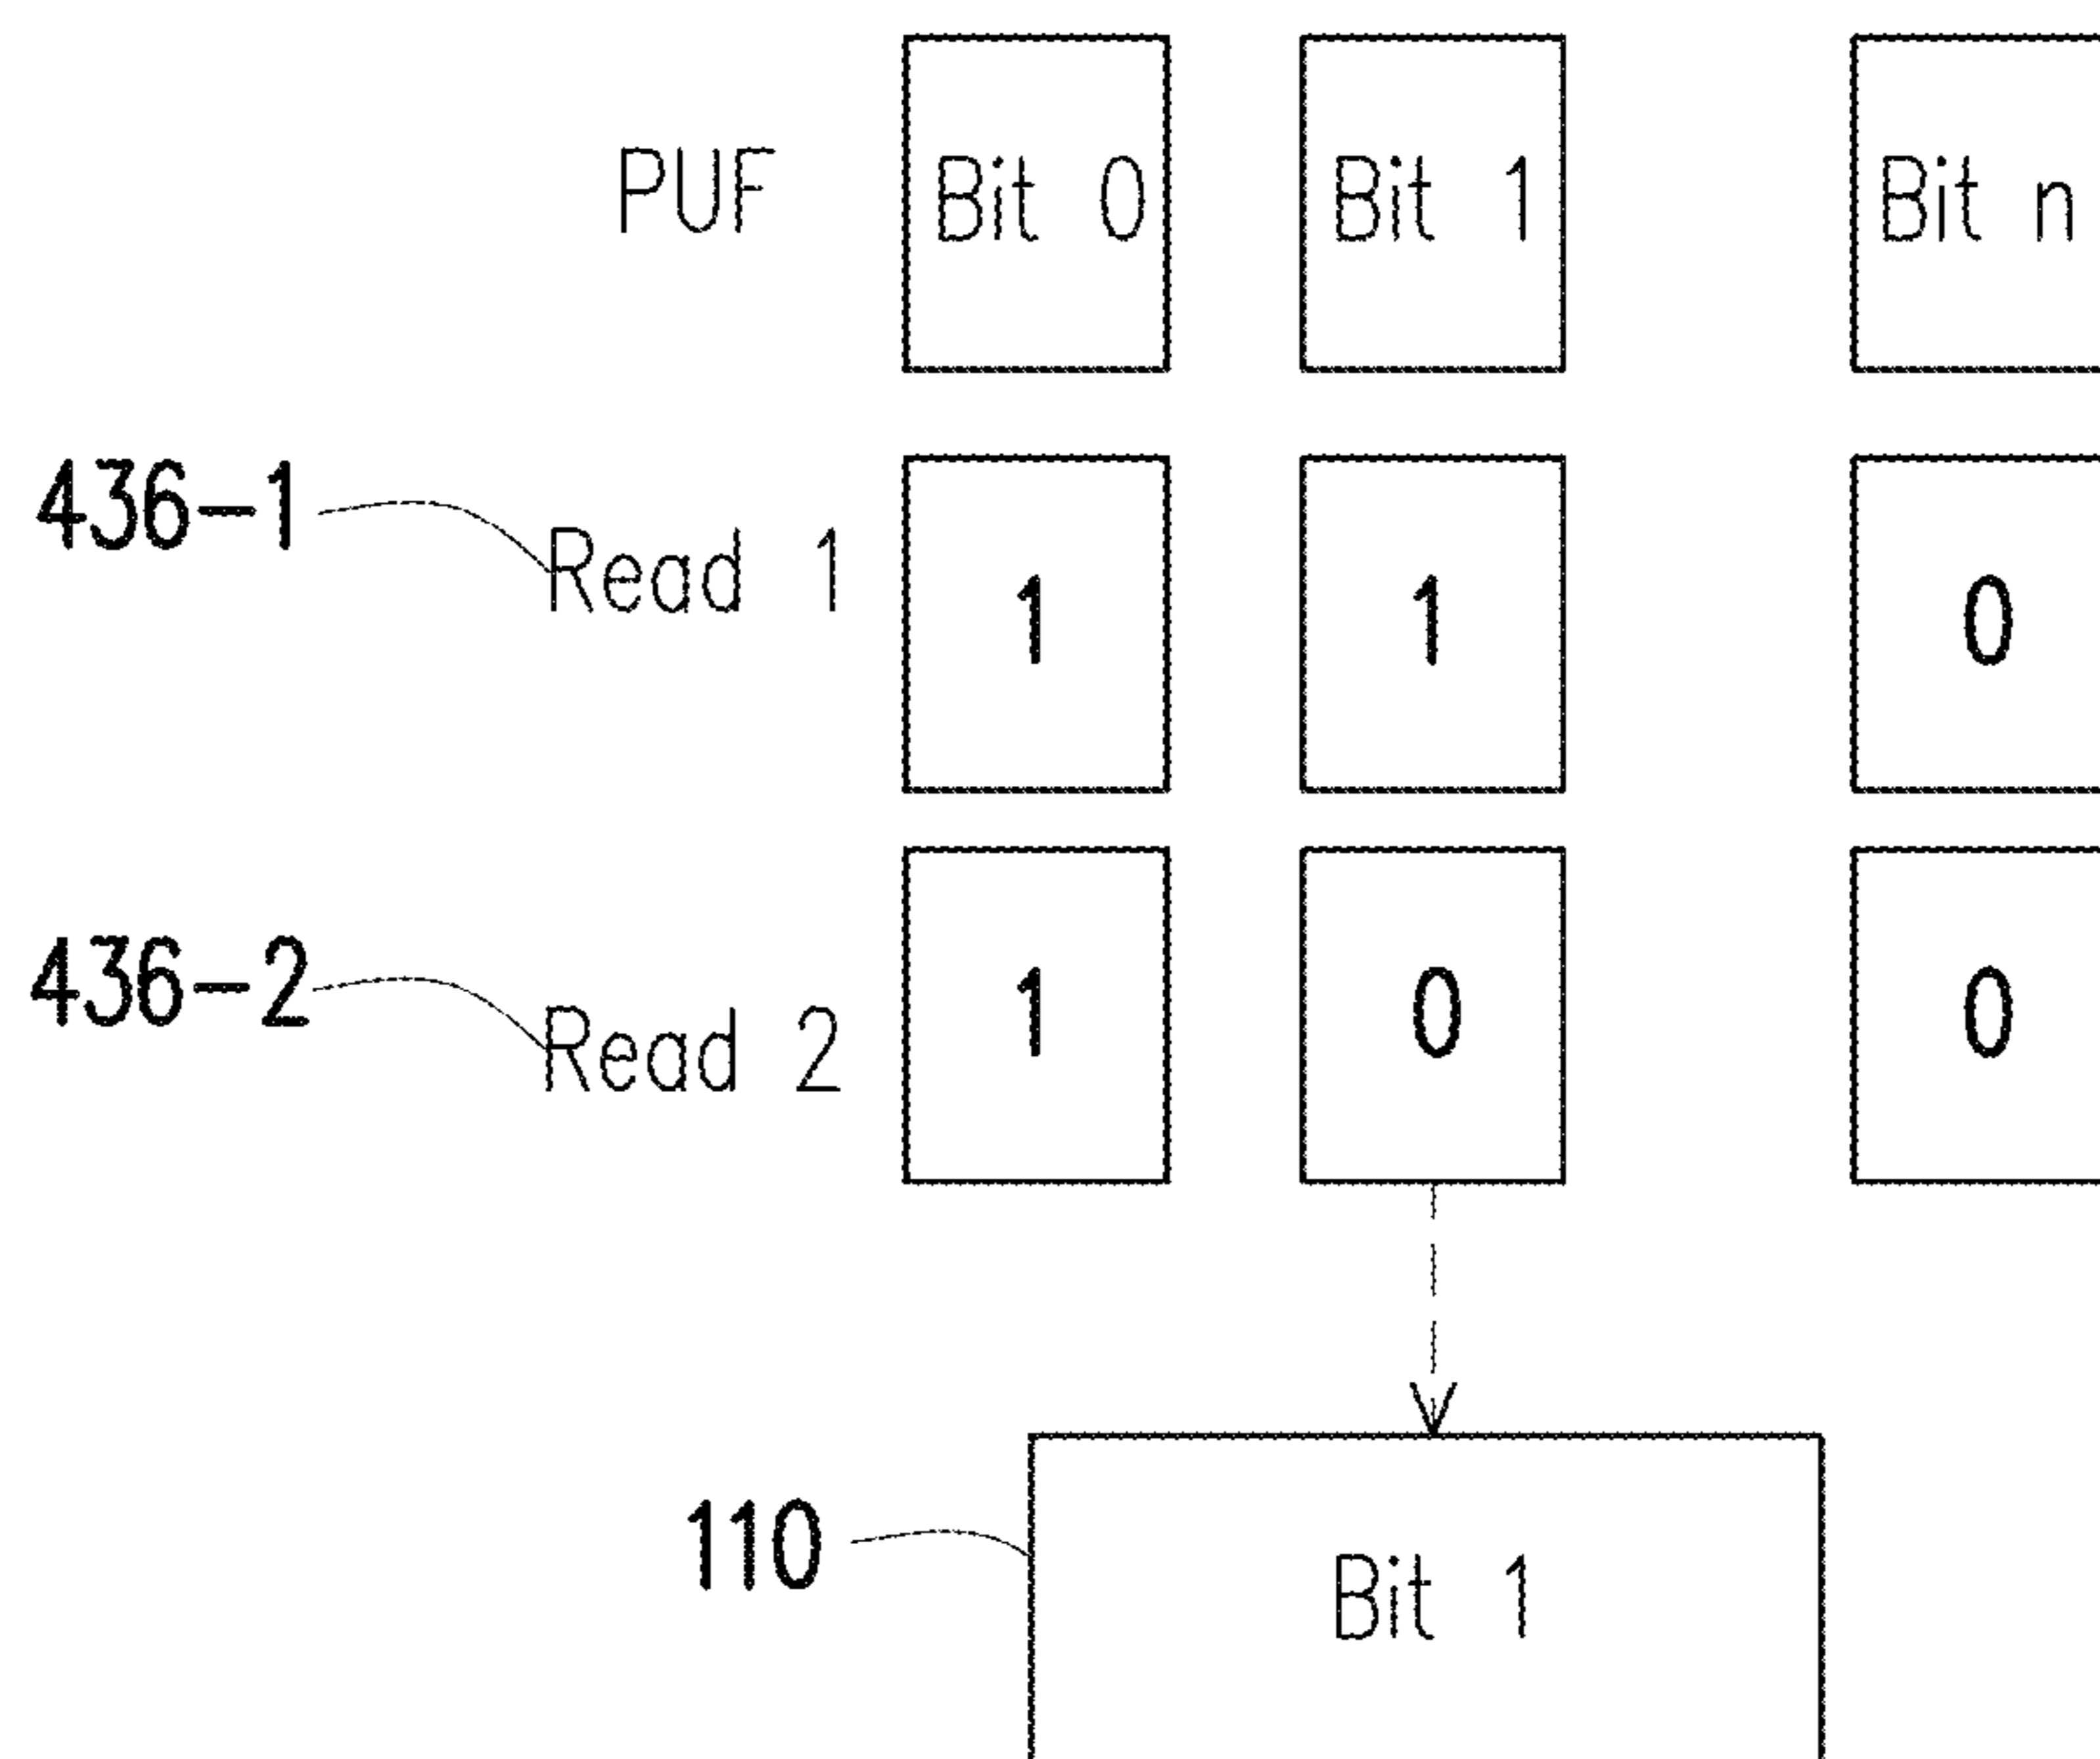 PUF Bit 0 Bit 1 Bit n
436-1 Read 1 1 1 0
436-2 Read 2 1 0 0
110 Bit 1